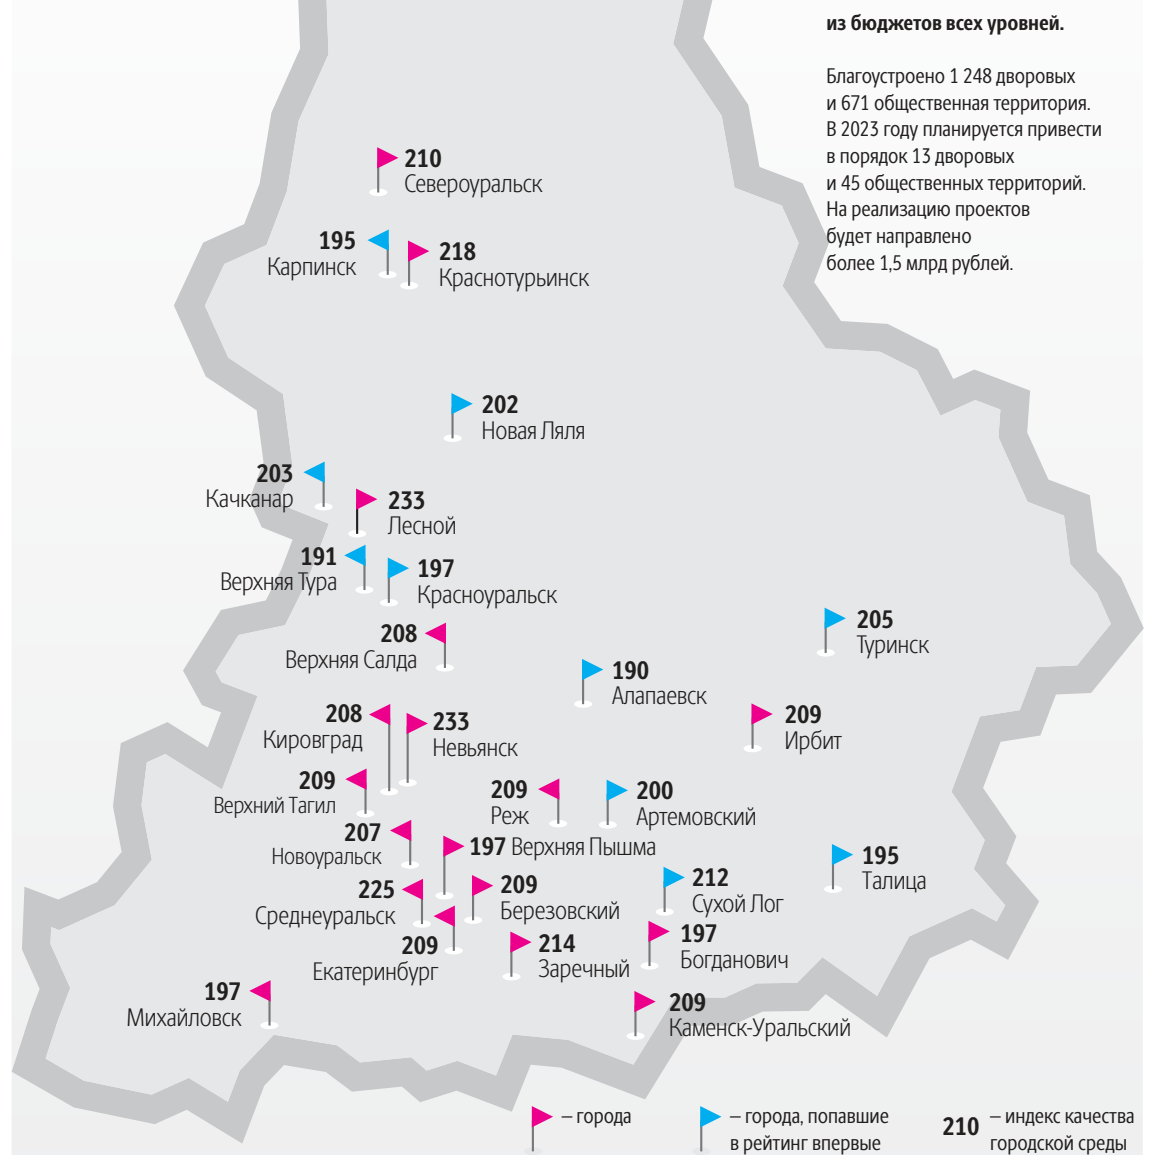 из бюджетов всех уровней.
Благоустроено 1 248 дворовых
и 671 общественная территория.
В 2023 году планируется привести
в порядок 13 дворовых
и 45 общественных территорий.
На реализацию проектов
будет направлено
более 1,5 млрд рублей.
210
Североуральск
195
Карпинск
218
Краснотурьинск
202
Новая Ляля
203
Качканар
233
Лесной
191
Верхняя Тура
197
Красноуральск
208
Верхняя Салда
205
Туринск
190
Алапаевск
208
Кировград
233
Невьянск
209
Ирбит
209
Верхний Тагил
209
Реж
200
Артемовский
207
Новоуральск
197 Верхняя Пышма
195
Талица
225
Среднеуральск
209
Березовский
212
Сухой Лог
209
Екатеринбург
214
Заречный
197
Богданович
197
Михайловск
209
Каменск-Уральский
– города
– города, попавшие
в рейтинг впервые
210
– индекс качества
городской среды